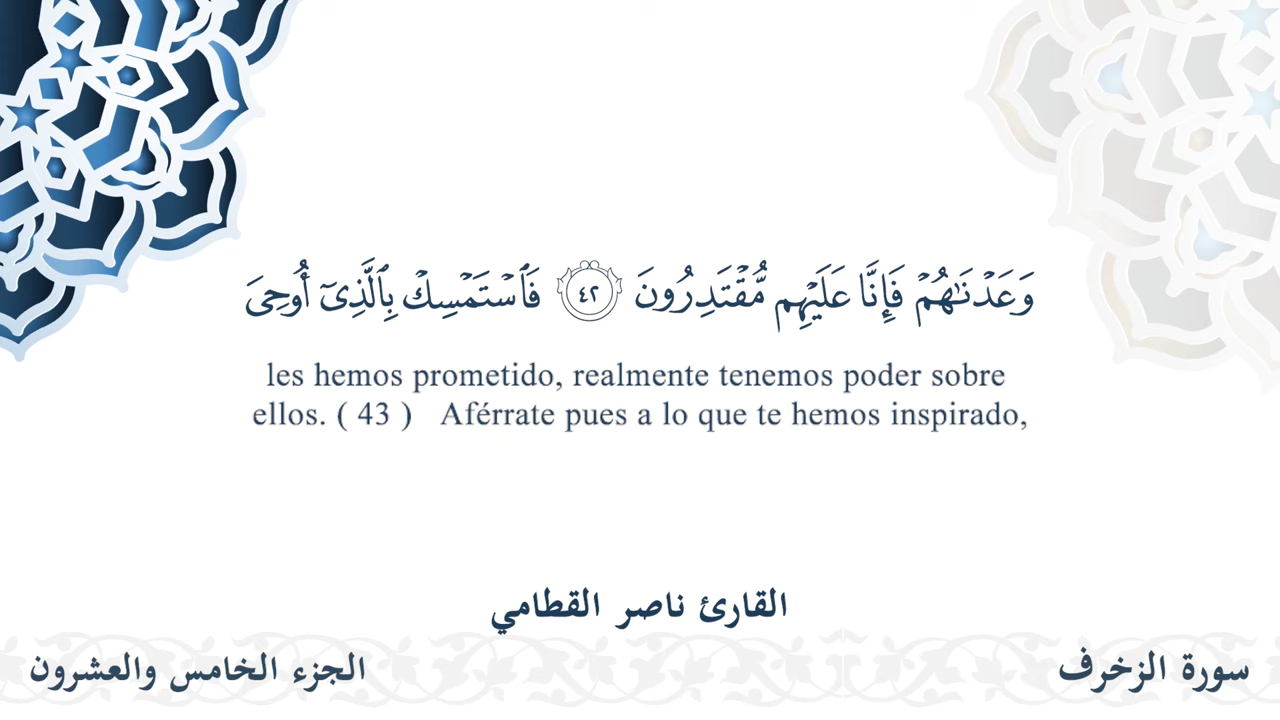 وَعَدْنَـٰهُمْ فَإِنَّا عَلَيْهِم مُّقْتَدِرُونَ ٤٢ فَٱسْتَمْسِكْ بِٱلَّذِىٓ أُوحِىَ
les hemos prometido, realmente tenemos poder sobre
ellos. ( 43 ) Aférrate pues a lo que te hemos inspirado,
القارئ ناصر القطامي
سورة الزخرف
الجزء الخامس والعشرون